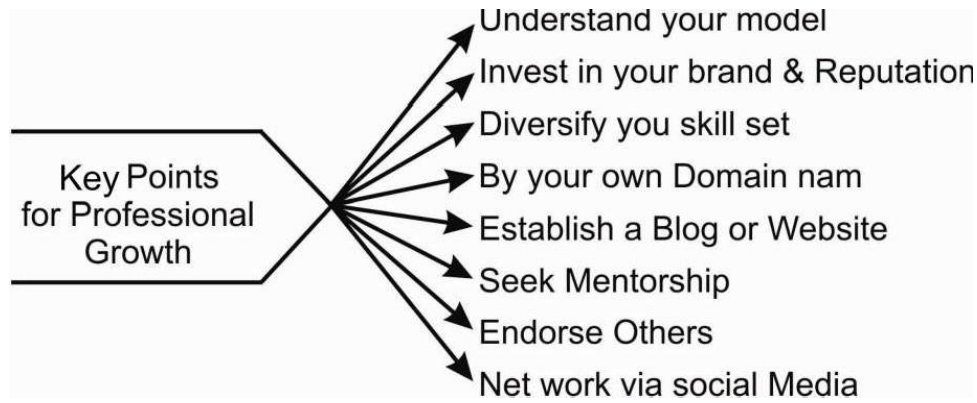 Key Points
for Professional
Growth
Understand your model
Invest in your brand & Reputation
Diversify you skill set
By your own Domain nam
Establish a Blog or Website
Seek Mentorship
Endorse Others
Net work via social Media